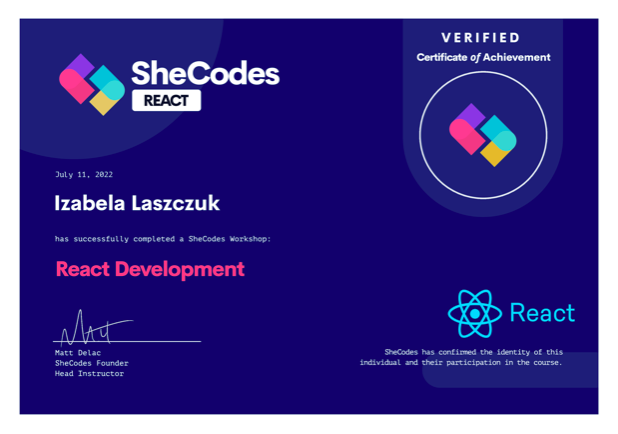 SheCodes
REACT
VERIFIED
Certificate of Achievement
July 11, 2022
Izabela Laszczuk
has successfully completed a SheCodes Workshop:
React Development
React
Matt Delac
SheCodes Founder
Head Instructor
SheCodes has confirmed the identity of this
individual and their participation in the course.